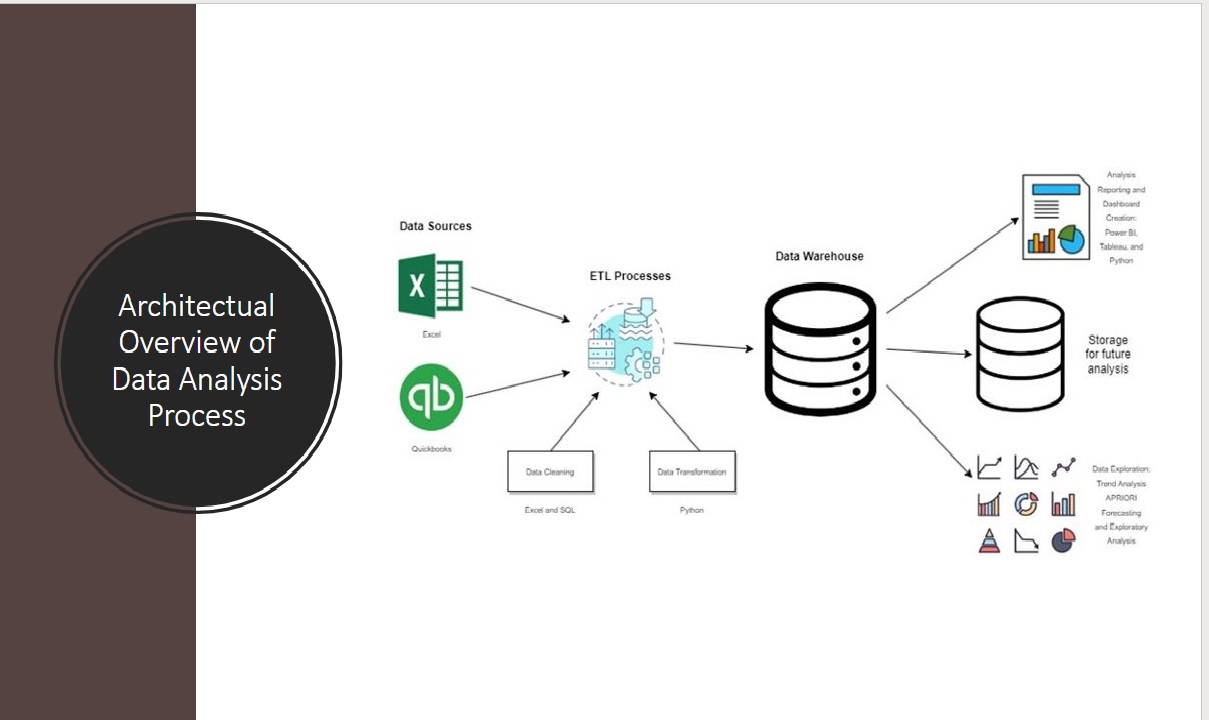 Architectual
Overview of
Data Analysis
Process
Data Sources
X
Excel
qb
Quickbooks
ETL Processes
Data Cleaning
Excel and SQL
Data Transformation
Python
Data Warehouse
Analysis
Reporting and
Dashboard
Creation:
Power BI,
Tableau, and
Python
Storage
for future
analysis
Data Exploration:
Trend Analysis
APRIORI
Forecasting
and Exploratory
Analysis